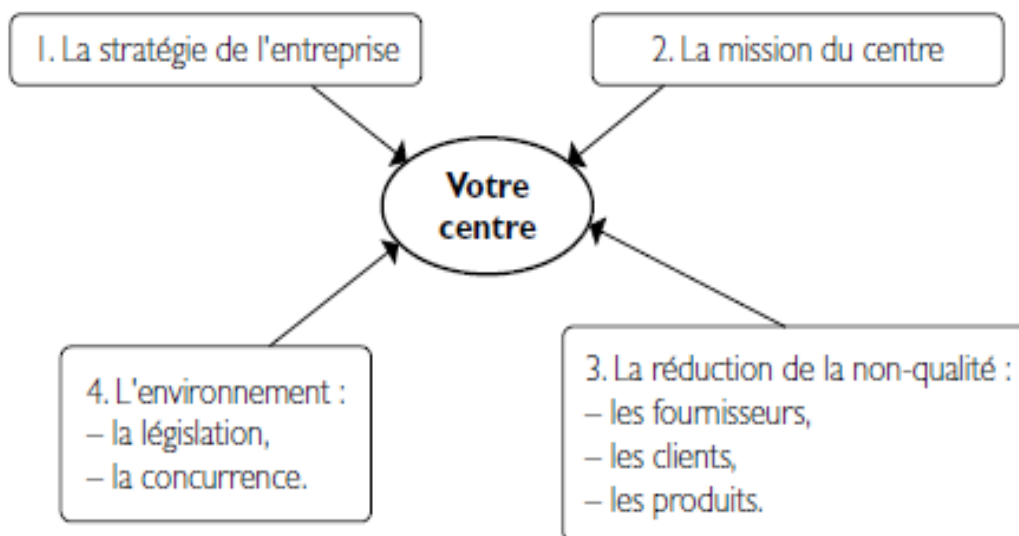 1. La stratégie de l'entreprise
2. La mission du centre
Votre
centre
4. L'environnement :
– la législation,
– la concurrence.
3. La réduction de la non-qualité :
– les fournisseurs,
– les clients,
– les produits.